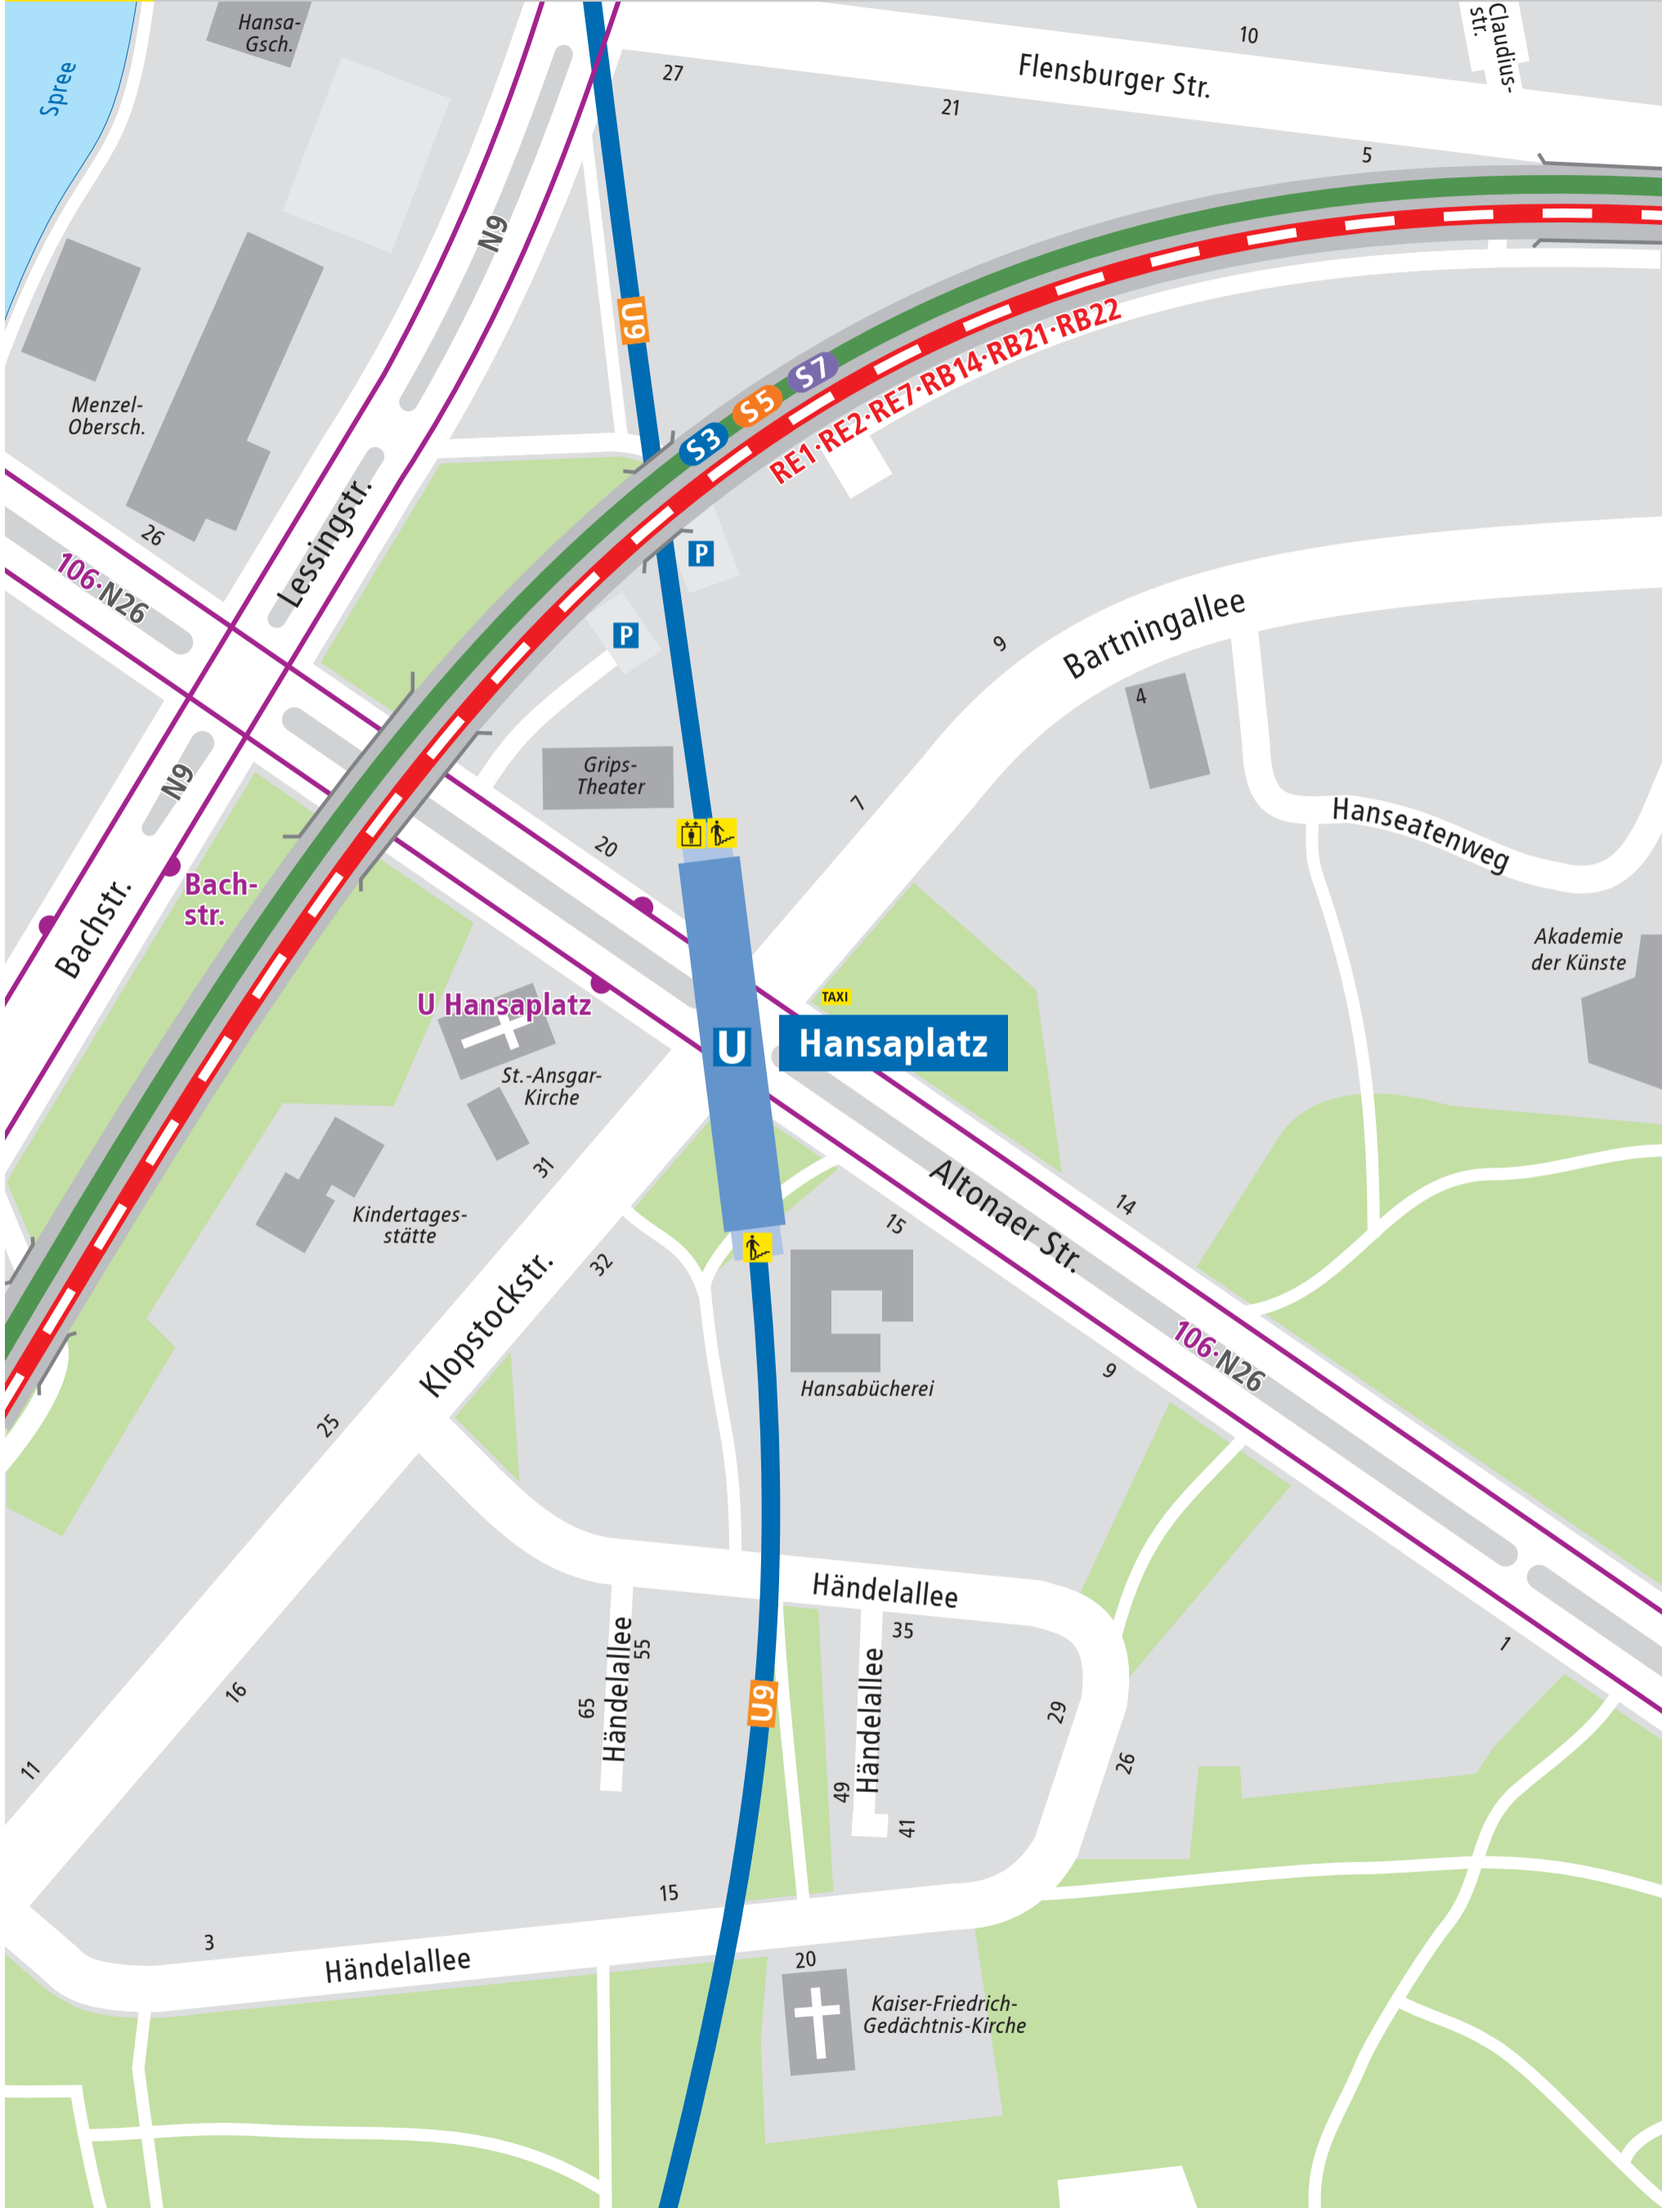 Hansa-
Gsch.
Spree
10
Claudius-
str.
27
Flensburger Str.
21
5
N9
U9
S3
S5
S7
RE1·RE2·RE7·RB14·RB21·RB22
Menzel-
Obersch.
26
Lessingstr.
106·N26
P
P
9
Bartningallee
4
Grips-
Theater
N9
20
7
Hanseatenweg
Bach-
str.
Bachstr.
Akademie
der Künste
TAXI
U Hansaplatz
U
Hansaplatz
St.-Ansgar-
Kirche
31
Altonaer Str.
14
Kindertages-
stätte
15
32
Klopstockstr.
106·N26
9
Hansabücherei
25
Händelallee
35
55
Händelallee
1
65
U9
Händelallee
29
16
26
11
49
41
15
3
Händelallee
20
Kaiser-Friedrich-
Gedächtnis-Kirche